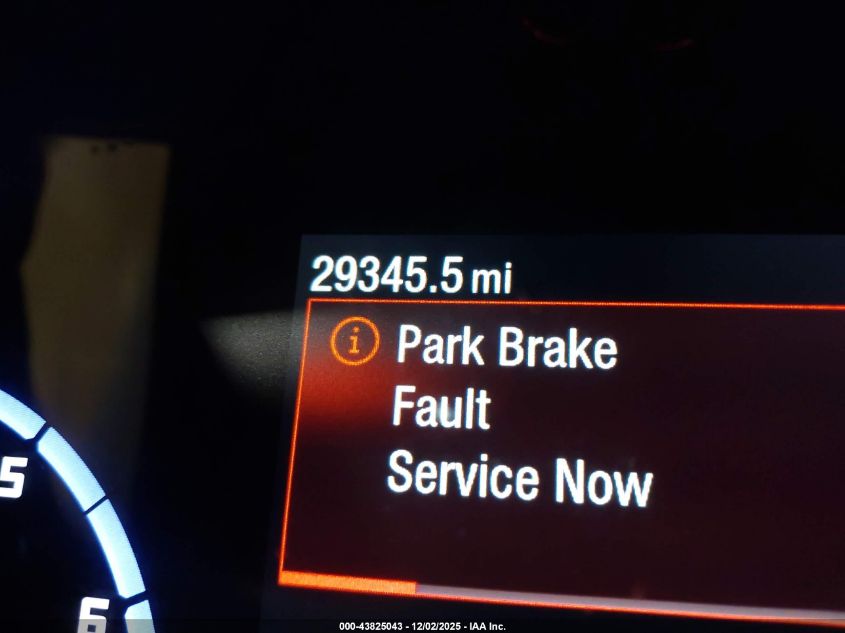 29345.5 mi
i Park Brake
Fault
Service Now
5
6
000-43825043 - 12/02/2025 - IAA Inc.